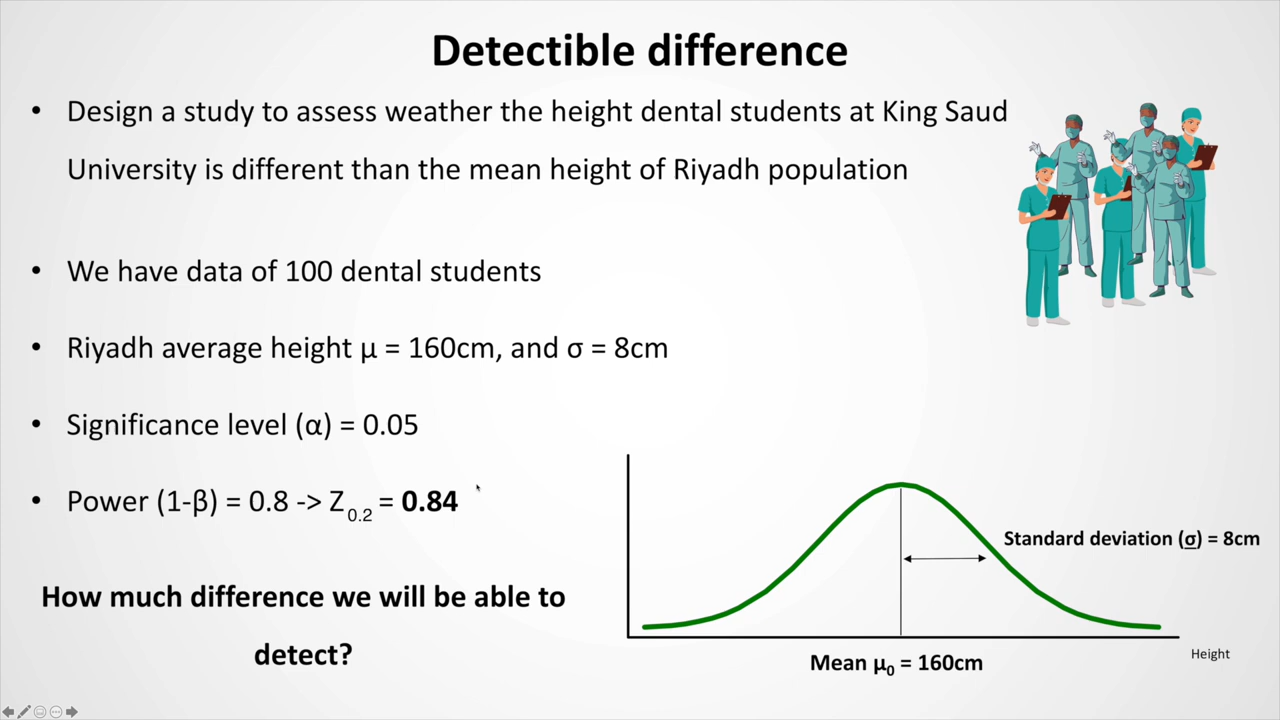 Detectible difference
• Design a study to assess weather the height dental students at King Saud
University is different than the mean height of Riyadh population
• We have data of 100 dental students
• Riyadh average height μ = 160cm, and σ = 8cm
• Significance level (α) = 0.05
• Power (1-β) = 0.8 -> Z0.2 = 0.84
How much difference we will be able to
detect?
Standard deviation (σ) = 8cm
Mean μ0 = 160cm
Height